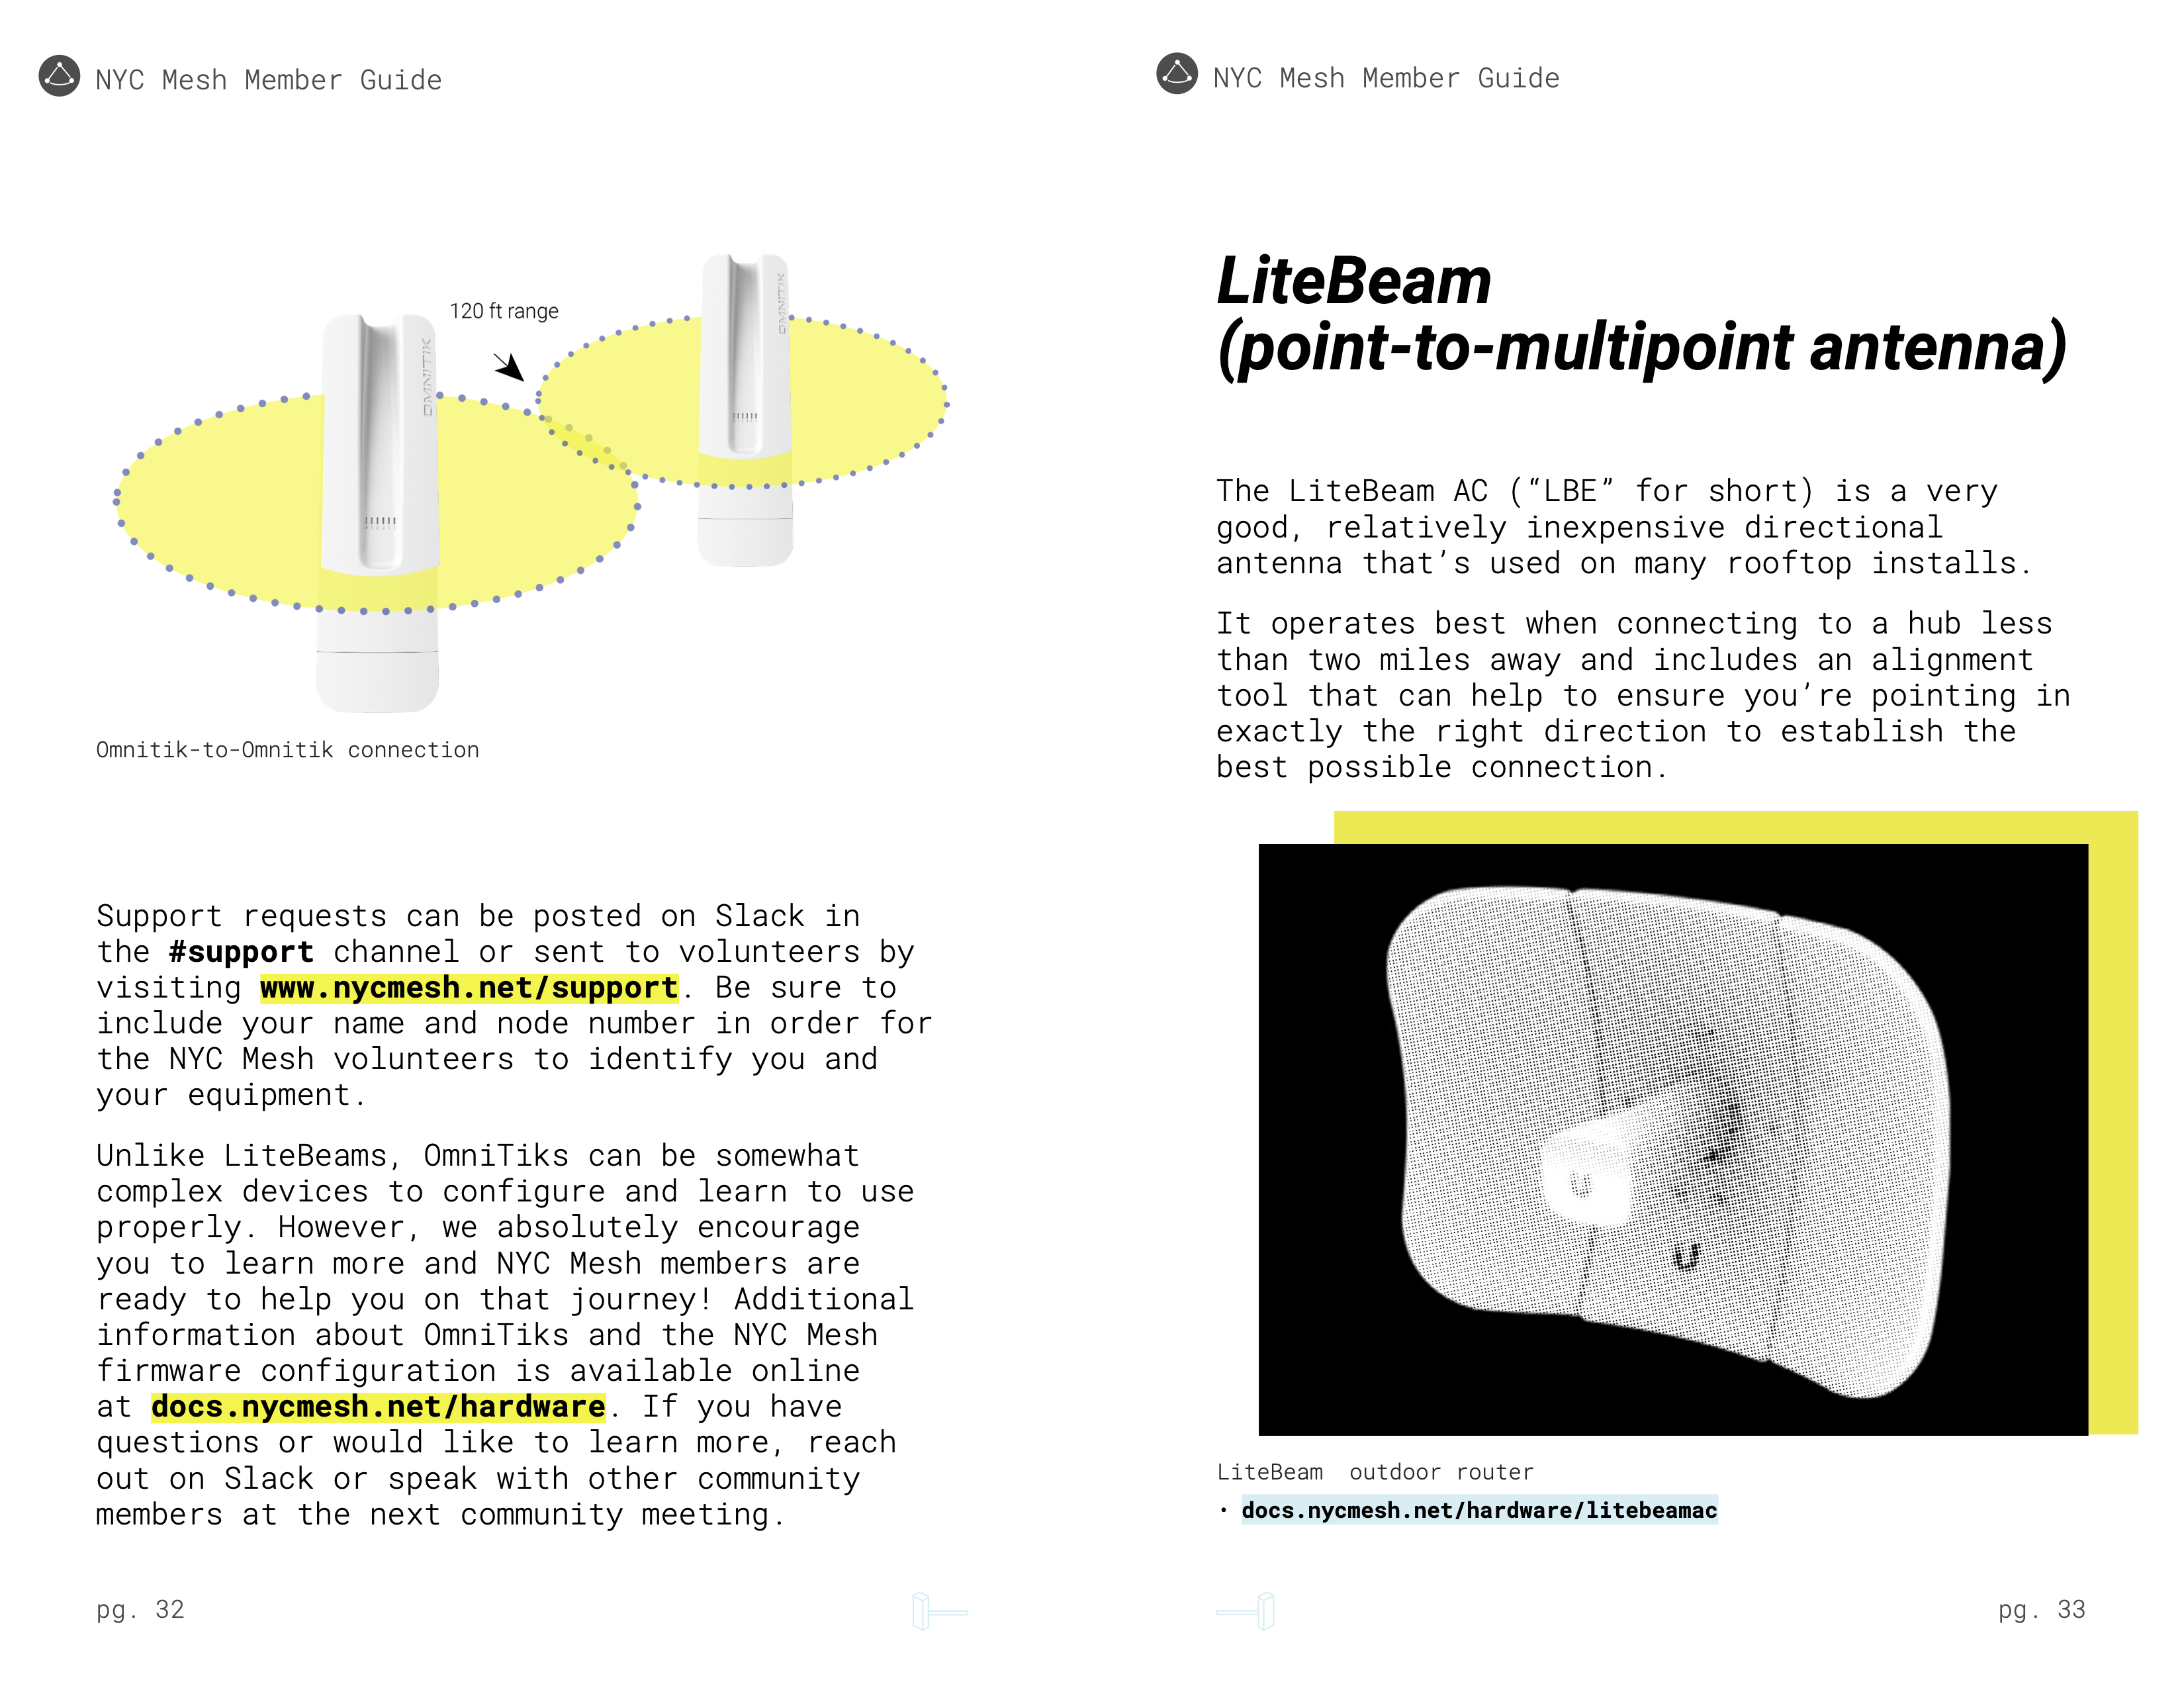 NYC Mesh Member Guide
120 ft range
OMNITIK
OMNITIK
Omnitik-to-Omnitik connection
Support requests can be posted on Slack in
the #support channel or sent to volunteers by
visiting www.nycmesh.net/support. Be sure to
include your name and node number in order for
the NYC Mesh volunteers to identify you and
your equipment.
Unlike LiteBeams, OmniTiks can be somewhat
complex devices to configure and learn to use
properly. However, we absolutely encourage
you to learn more and NYC Mesh members are
ready to help you on that journey! Additional
information about OmniTiks and the NYC Mesh
firmware configuration is available online
at docs.nycmesh.net/hardware. If you have
questions or would like to learn more, reach
out on Slack or speak with other community
members at the next community meeting.
pg. 32
NYC Mesh Member Guide
LiteBeam
(point-to-multipoint antenna)
The LiteBeam AC (“LBE” for short) is a very
good, relatively inexpensive directional
antenna that’s used on many rooftop installs.
It operates best when connecting to a hub less
than two miles away and includes an alignment
tool that can help to ensure you’re pointing in
exactly the right direction to establish the
best possible connection.
LiteBeam  outdoor router
• docs.nycmesh.net/hardware/litebeamac
pg. 33